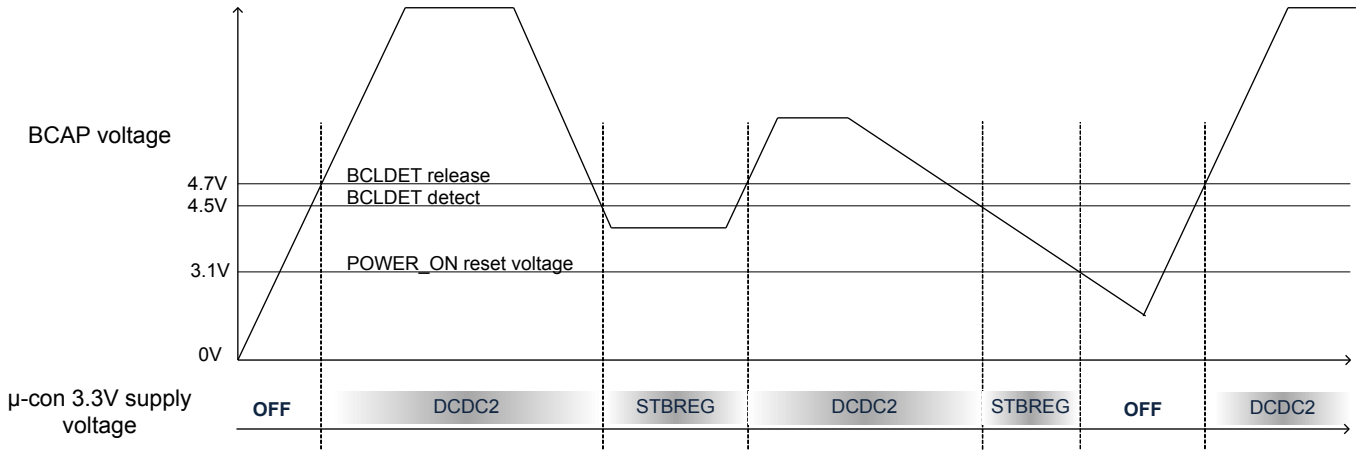 BCAP voltage
4.7V
BCLDET release
4.5V
BCLDET detect
3.1V
POWER_ON reset voltage
0V
μ-con 3.3V supply
voltage
OFF
DCDC2
STBREG
DCDC2
STBREG
OFF
DCDC2